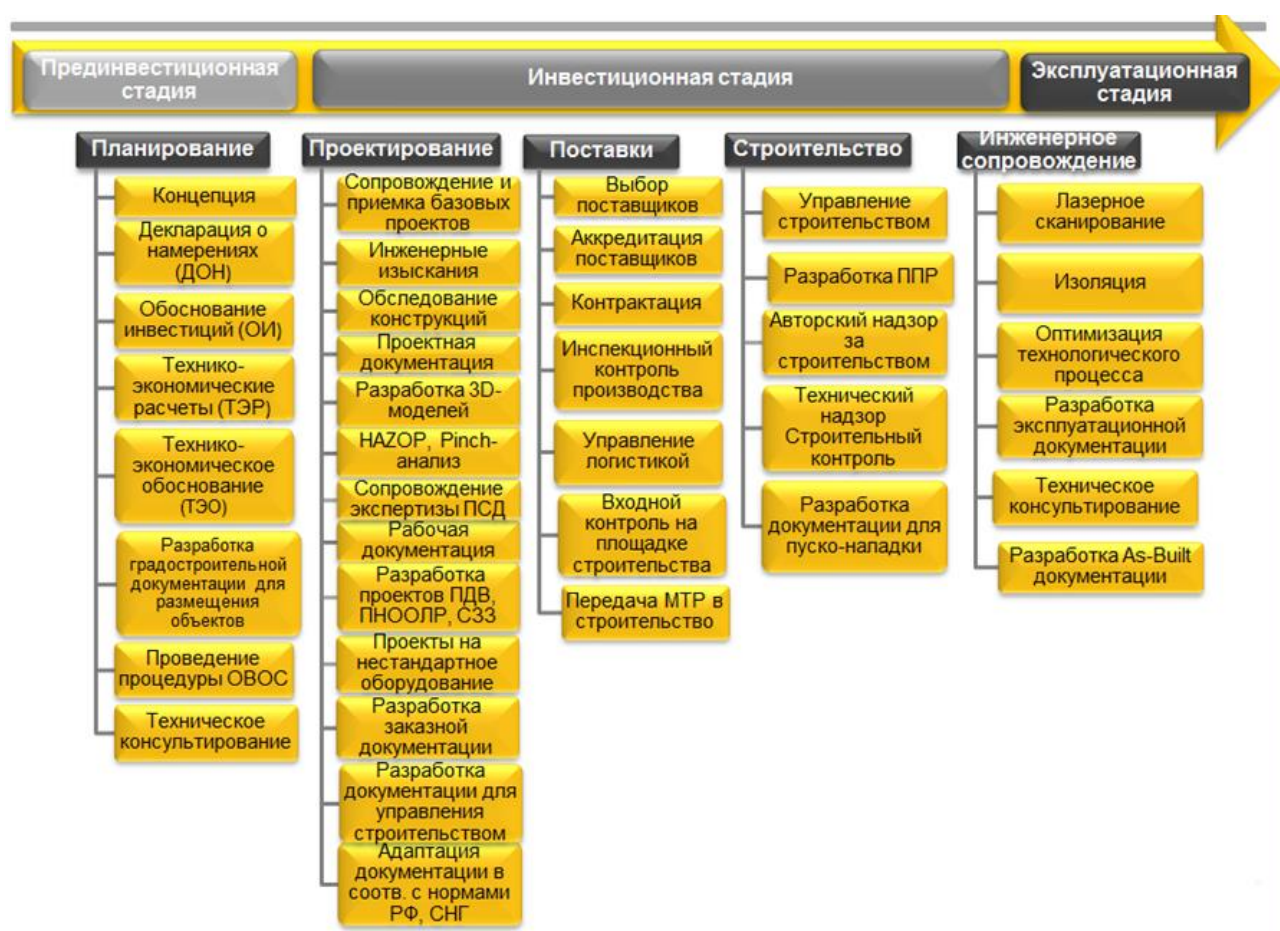 Прединвестиционная
стадия
Инвестиционная стадия
Эксплуатационная
стадия
Планирование
Концепция
Декларация о
намерениях
(ДОН)
Обоснование
инвестиций (ОИ)
Технико-
экономические
расчеты (ТЭР)
Технико-
экономическое
обоснование
(ТЭО)
Разработка
градостроительной
документации для
размещения
объектов
Проведение
процедуры ОВОС
Техническое
консультирование
Проектирование
Сопровождение и
приемка базовых
проектов
Инженерные
изыскания
Обследование
конструкций
Проектная
документация
Разработка 3D-
моделей
HAZOP, Pinch-
анализ
Сопровождение
экспертизы ПСД
Рабочая
документация
Разработка
проектов ПДВ,
ПНООЛР, СЗЗ
Проекты на
нестандартное
оборудование
Разработка
заказной
документации
Разработка
документации для
управления
строительством
Адаптация
документации в
соотв. с нормами
РФ, СНГ
Поставки
Выбор
поставщиков
Аккредитация
поставщиков
Контрактация
Инспекционный
контроль
производства
Управление
логистикой
Входной
контроль на
площадке
строительства
Передача МТР в
строительство
Строительство
Управление
строительством
Разработка ППР
Авторский надзор
за
строительством
Технический
надзор
Строительный
контроль
Разработка
документации для
пуско-наладки
Инженерное
сопровождение
Лазерное
сканирование
Изоляция
Оптимизация
технологического
процесса
Разработка
эксплуатационной
документации
Техническое
консультирование
Разработка As-Built
документации